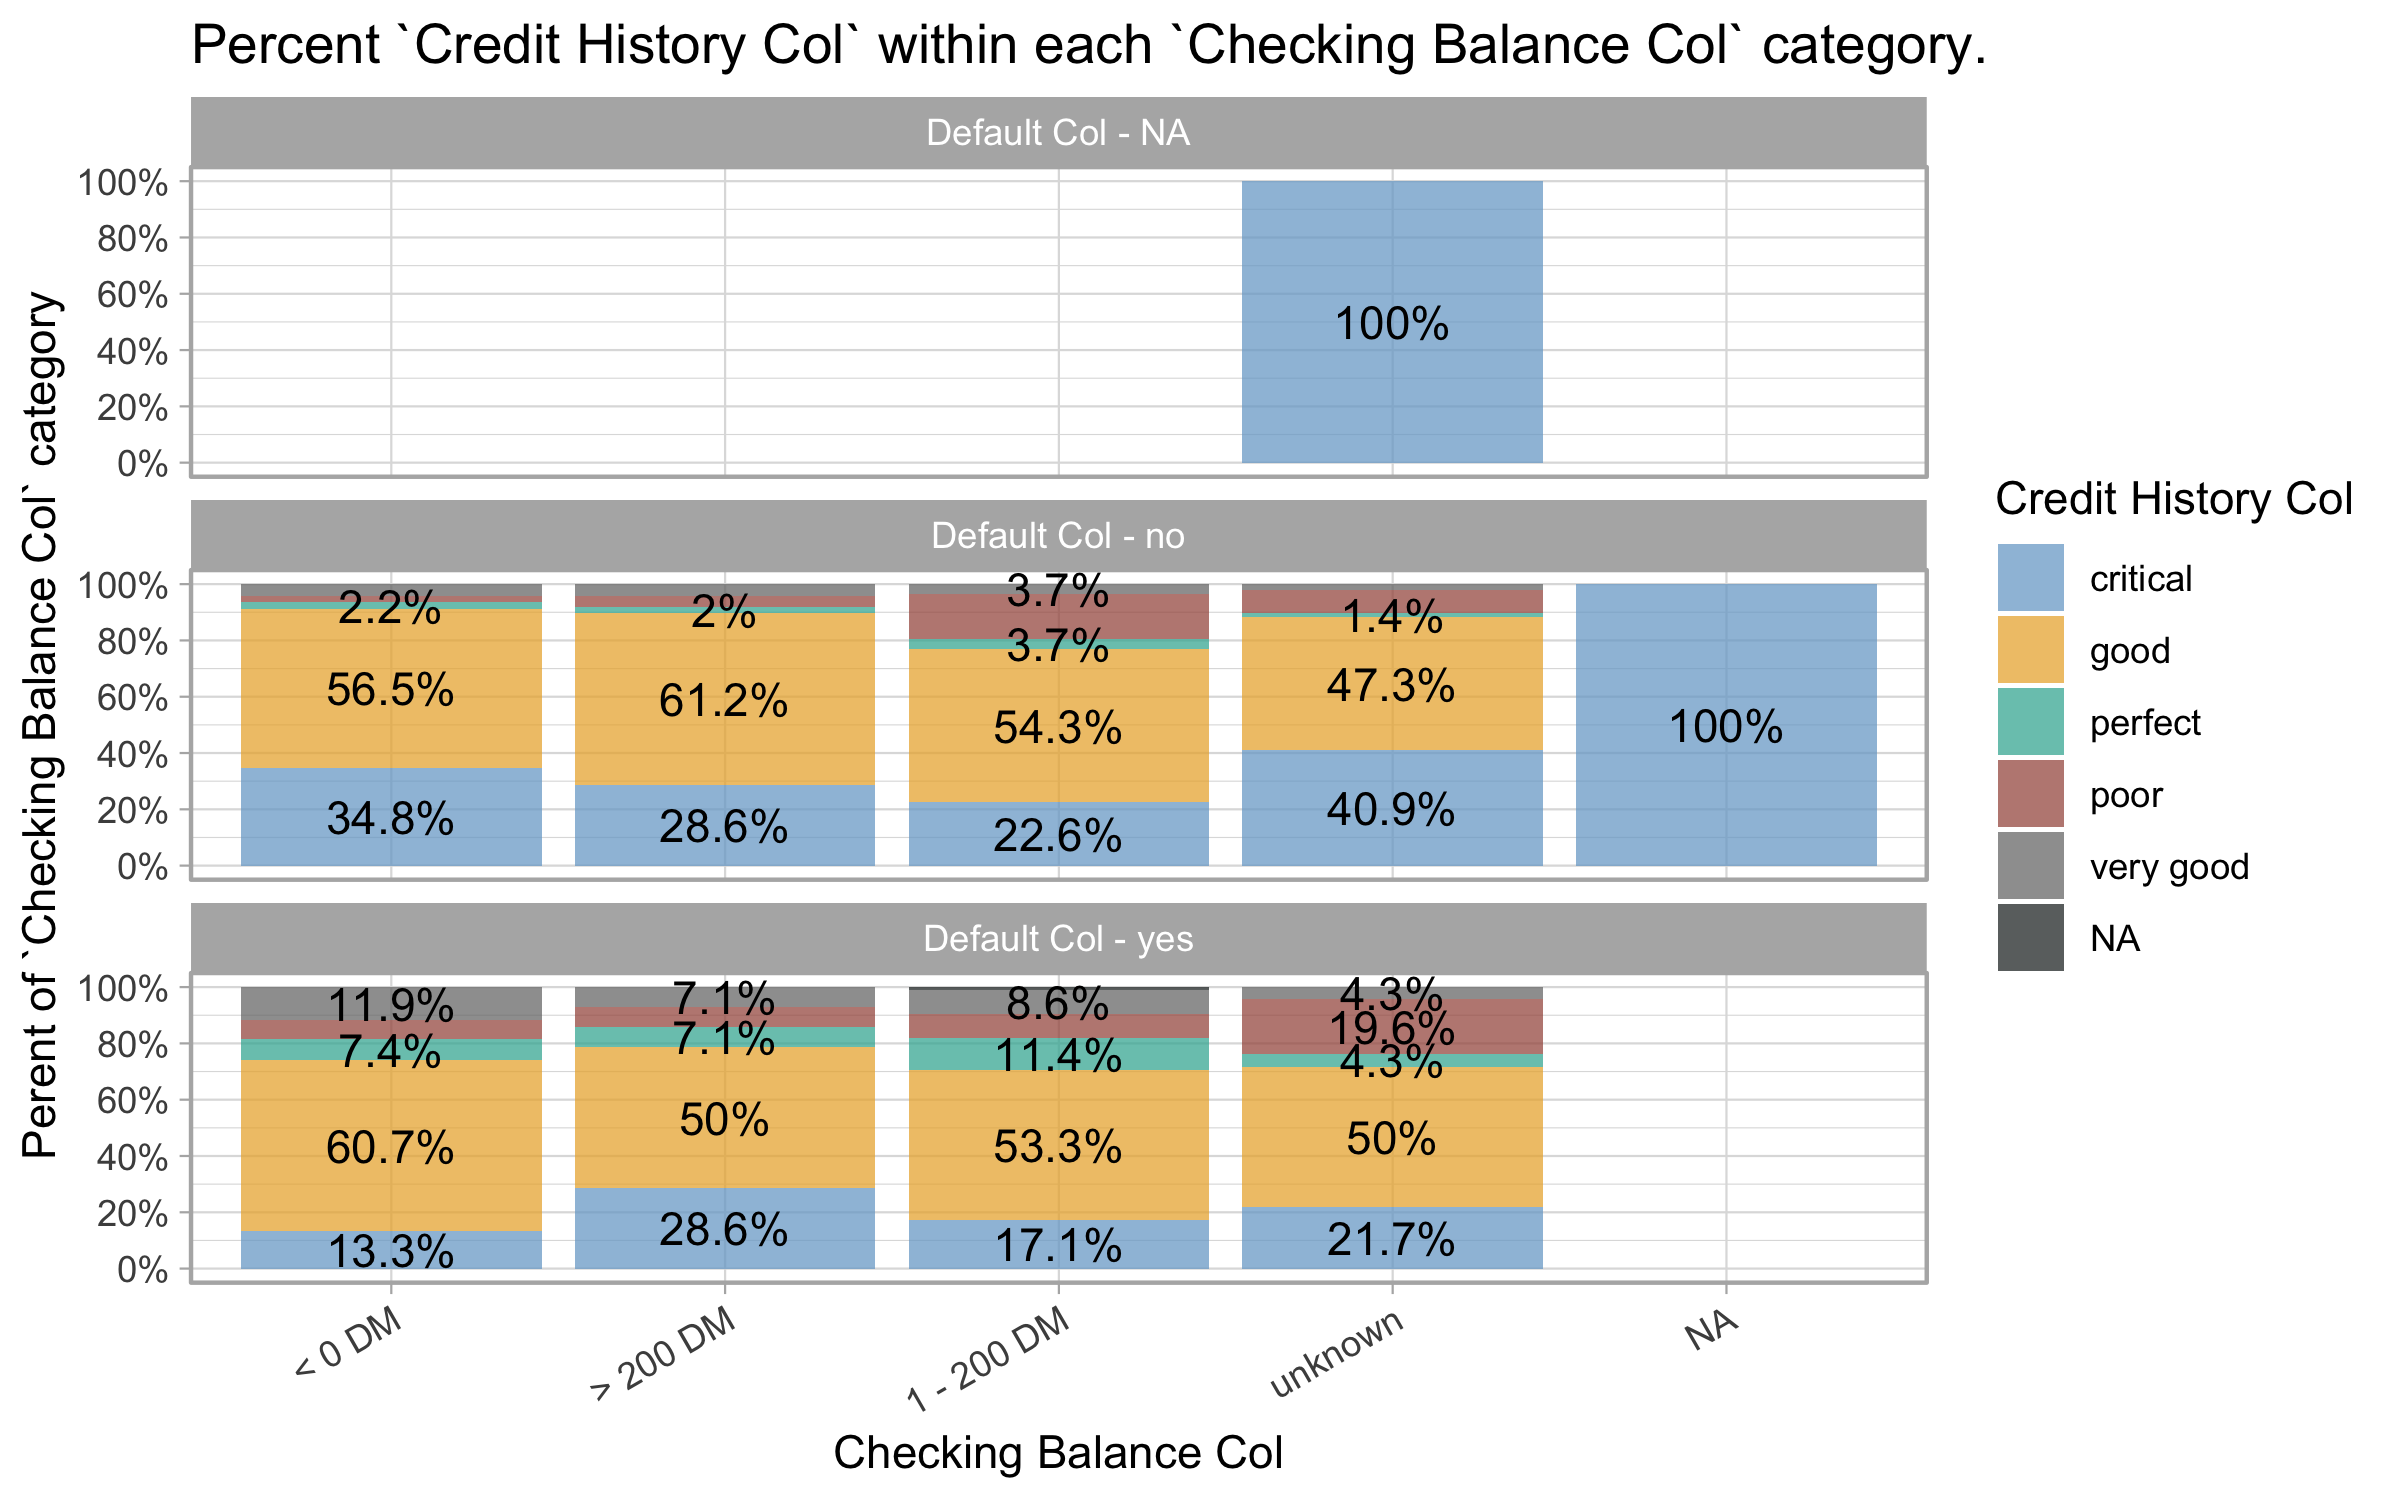 Percent `Credit History Col` within each `Checking Balance Col` category.
Perent of `Checking Balance Col` category
Default Col - NA
100%
80%
60%
40%
20%
0%
100%
Default Col - no
100%
80%
60%
40%
20%
0%
2.2%
56.5%
34.8%
2%
61.2%
28.6%
3.7%
3.7%
54.3%
22.6%
1.4%
47.3%
40.9%
100%
Default Col - yes
100%
80%
60%
40%
20%
0%
11.9%
7.4%
60.7%
13.3%
7.1%
7.1%
50%
28.6%
8.6%
11.4%
53.3%
17.1%
4.3%
19.6%
4.3%
50%
21.7%
< 0 DM
> 200 DM
1 - 200 DM
unknown
NA
Checking Balance Col
Credit History Col
critical
good
perfect
poor
very good
NA